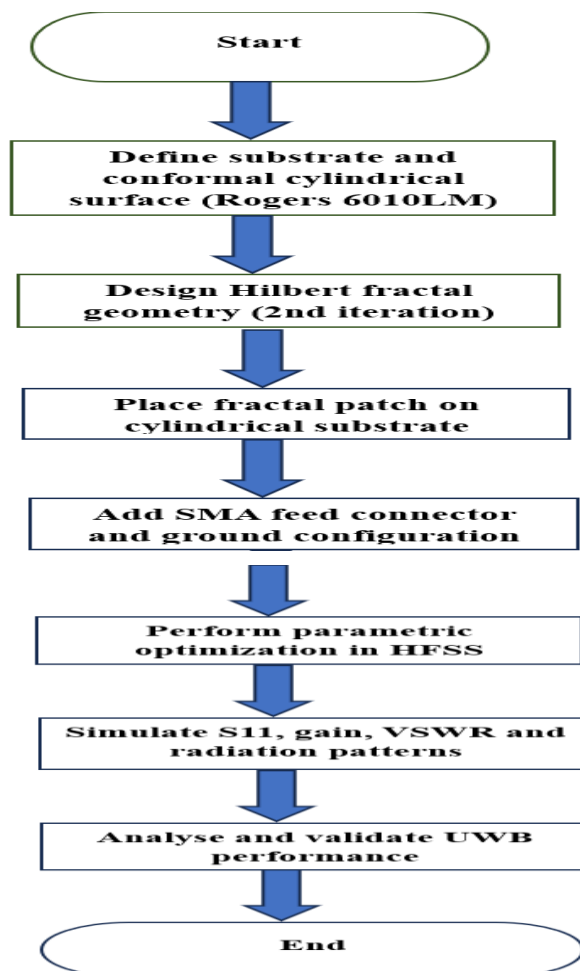 Start
Define substrate and
conformal cylindrical
surface (Rogers 6010LM)
Design Hilbert fractal
geometry (2nd iteration)
Place fractal patch on
cylindrical substrate
Add SMA feed connector
and ground configuration
Perform parametric
optimization in HFSS
Simulate S11, gain, VSWR and
radiation patterns
Analyse and validate UWB
performance
End